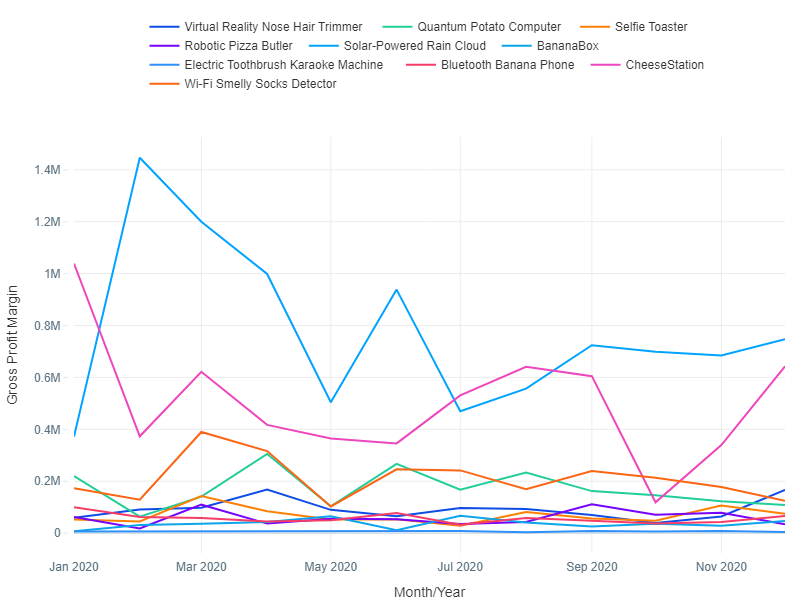 Virtual Reality Nose Hair Trimmer Quantum Potato Computer Selfie Toaster
Robotic Pizza Butler Solar-Powered Rain Cloud BananaBox
Electric Toothbrush Karaoke Machine Bluetooth Banana Phone CheeseStation
Wi-Fi Smelly Socks Detector
1.4M
1.2M
1M
0.8M
0.6M
0.4M
0.2M
0
Gross Profit Margin
Jan 2020 Mar 2020 May 2020 Jul 2020 Sep 2020 Nov 2020
Month/Year